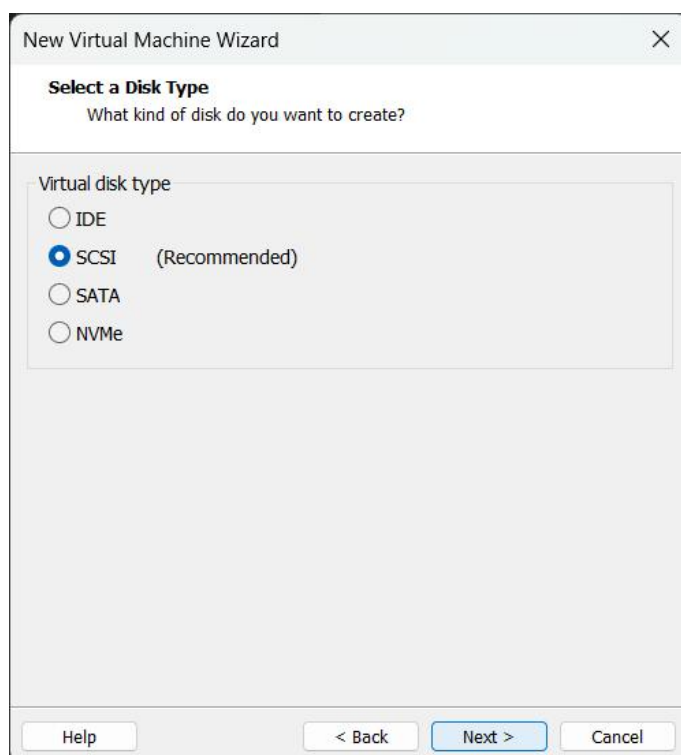 New Virtual Machine Wizard
Select a Disk Type
What kind of disk do you want to create?
Virtual disk type
IDE
SCSI (Recommended)
SATA
NVMe
Help < Back Next > Cancel